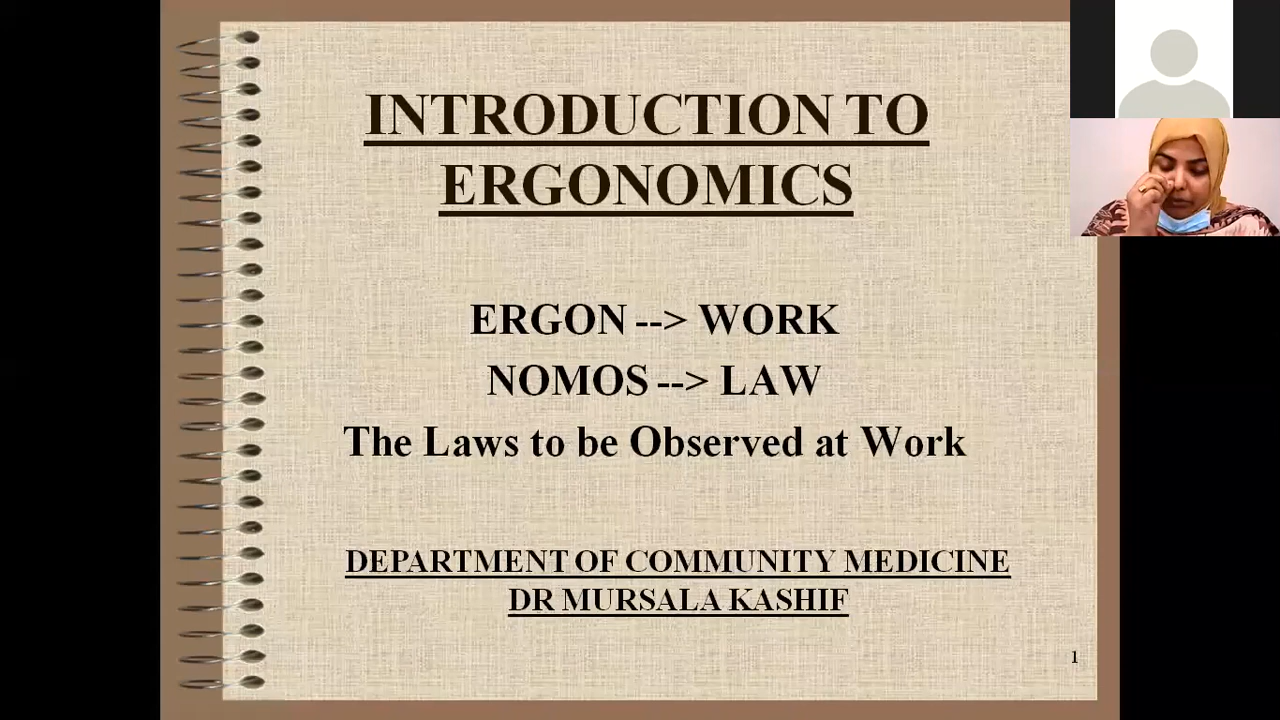 INTRODUCTION TO
ERGONOMICS
ERGON --> WORK
NOMOS --> LAW
The Laws to be Observed at Work
DEPARTMENT OF COMMUNITY MEDICINE
DR MURSALA KASHIF
1